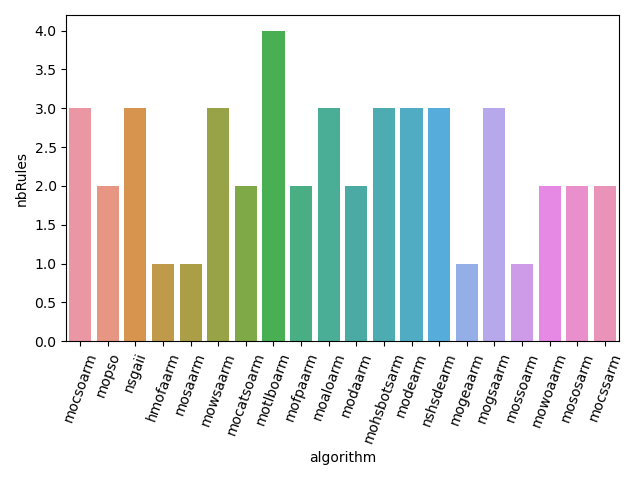 nbRules
4.0
3.5
3.0
2.5
2.0
1.5
1.0
0.5
0.0
mocsoarm
mopso
nsgaii
hmofaarm
mosaarm
mowsaarm
mocatsoarm
motlboarm
mofpaarm
moaloarm
modaarm
mohsbotsarm
modearm
nshsdearm
mogeaarm
mogsaarm
mossoarm
mowoaarm
mososarm
mocssarm
algorithm